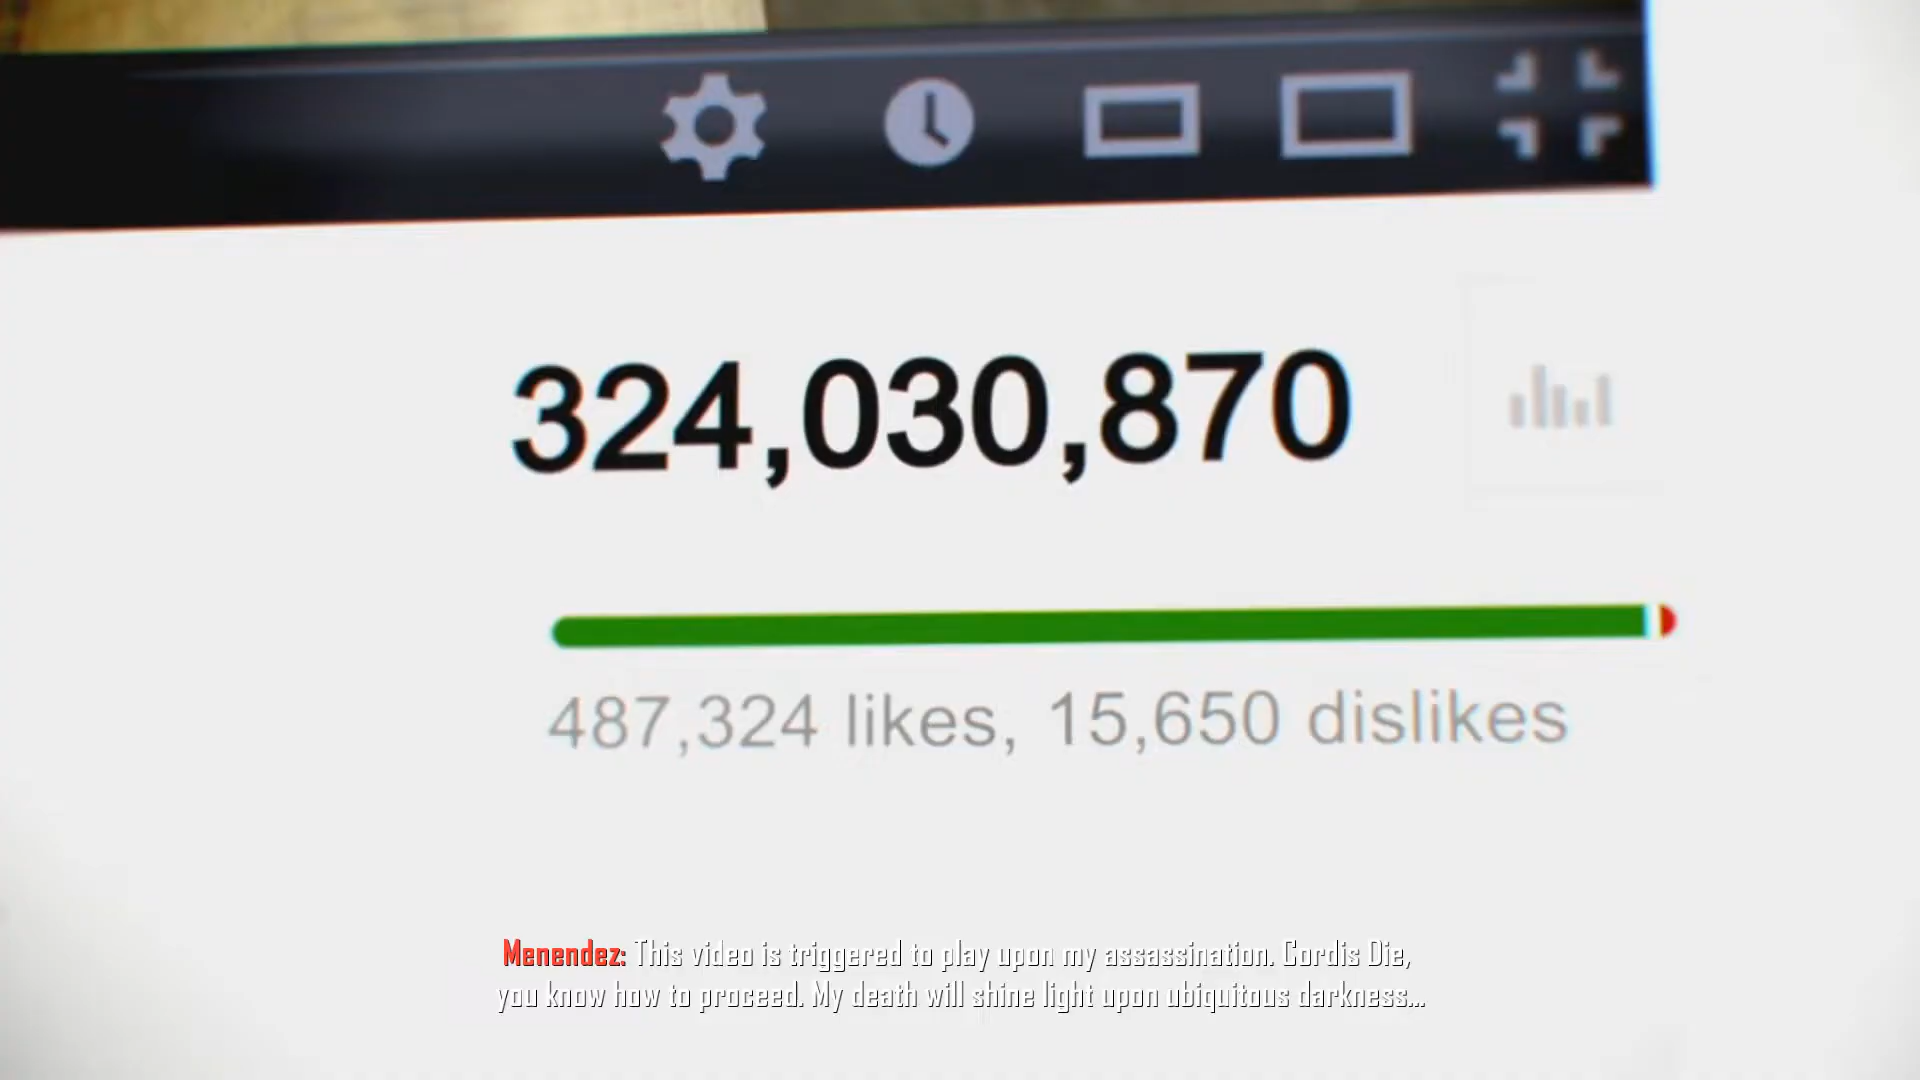 324,030,870
487,324 likes, 15,650 dislikes
Menendez: This video is triggered to play upon my assassination. Cordis Die,
you know how to proceed. My death will shine light upon ubiquitous darkness...